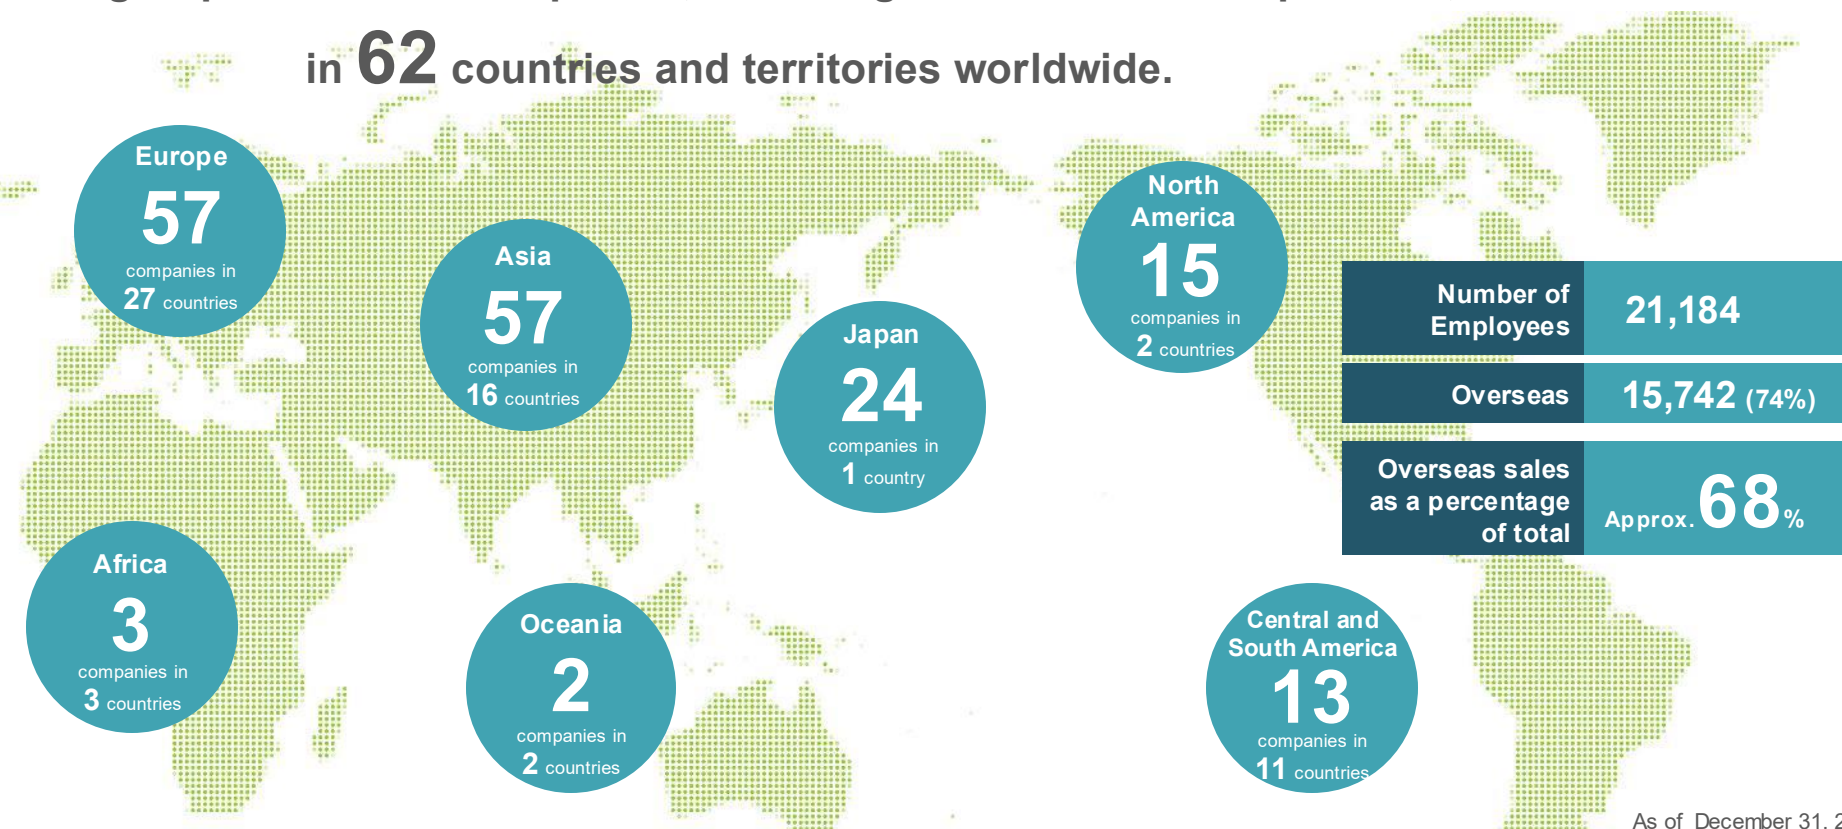 in 62 countries and territories worldwide.
Europe
57
companies in
27 countries
Asia
57
companies in
16 countries
Japan
24
companies in
1 country
North
America
15
companies in
2 countries
Number of
Employees
21,184
Overseas
15,742 (74%)
Overseas sales
as a percentage
of total
Approx. 68%
Africa
3
companies in
3 countries
Oceania
2
companies in
2 countries
Central and
South America
13
companies in
11 countries
As of December 31, 2